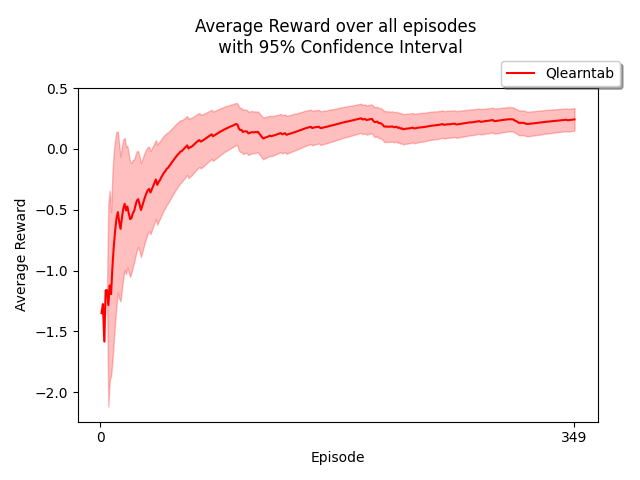 Average Reward over all episodes
with 95% Confidence Interval
Qlearntab
0.5
0.0
−0.5
−1.0
−1.5
−2.0
Average Reward
0
349
Episode